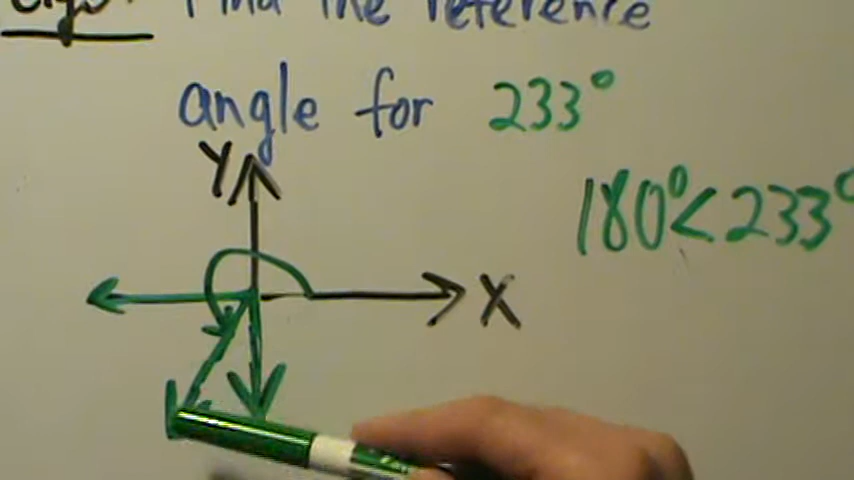 Find the reference
angle for 233°
Y
180° < 233°
X